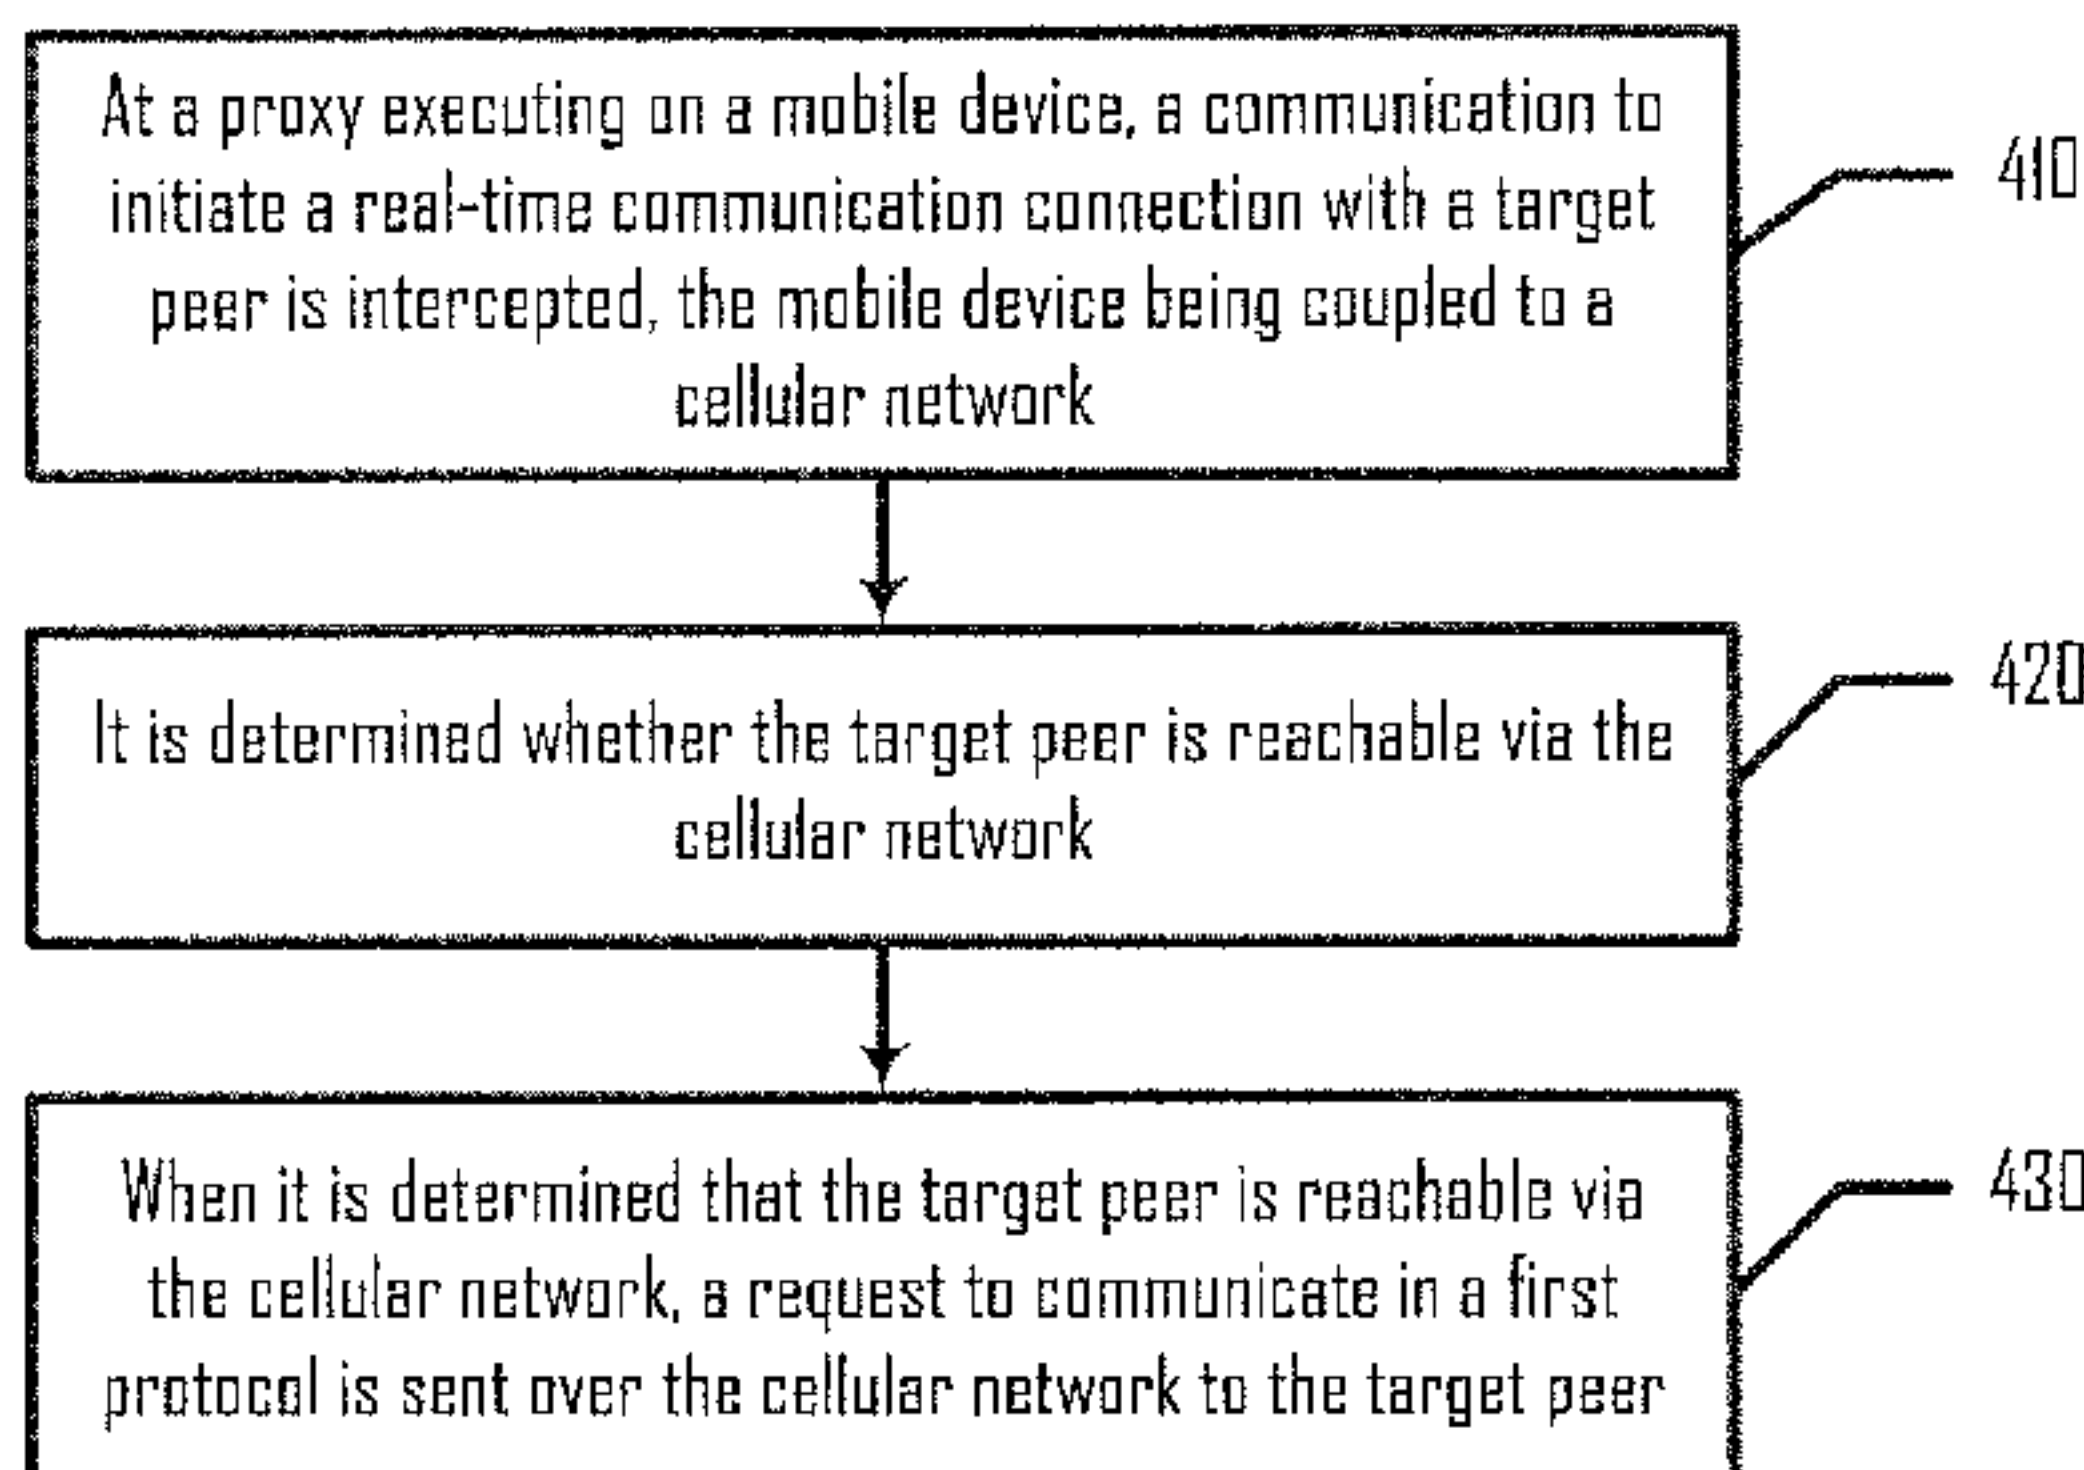 At a proxy executing on a mobile device, a communication to
initiate a real-time communication connection with a target
peer is intercepted, the mobile device being coupled to a
cellular network
410
It is determined whether the target peer is reachable via the
cellular network
420
When it is determined that the target peer is reachable via
the cellular network, a request to communicate in a first
protocol is sent over the cellular network to the target peer
430